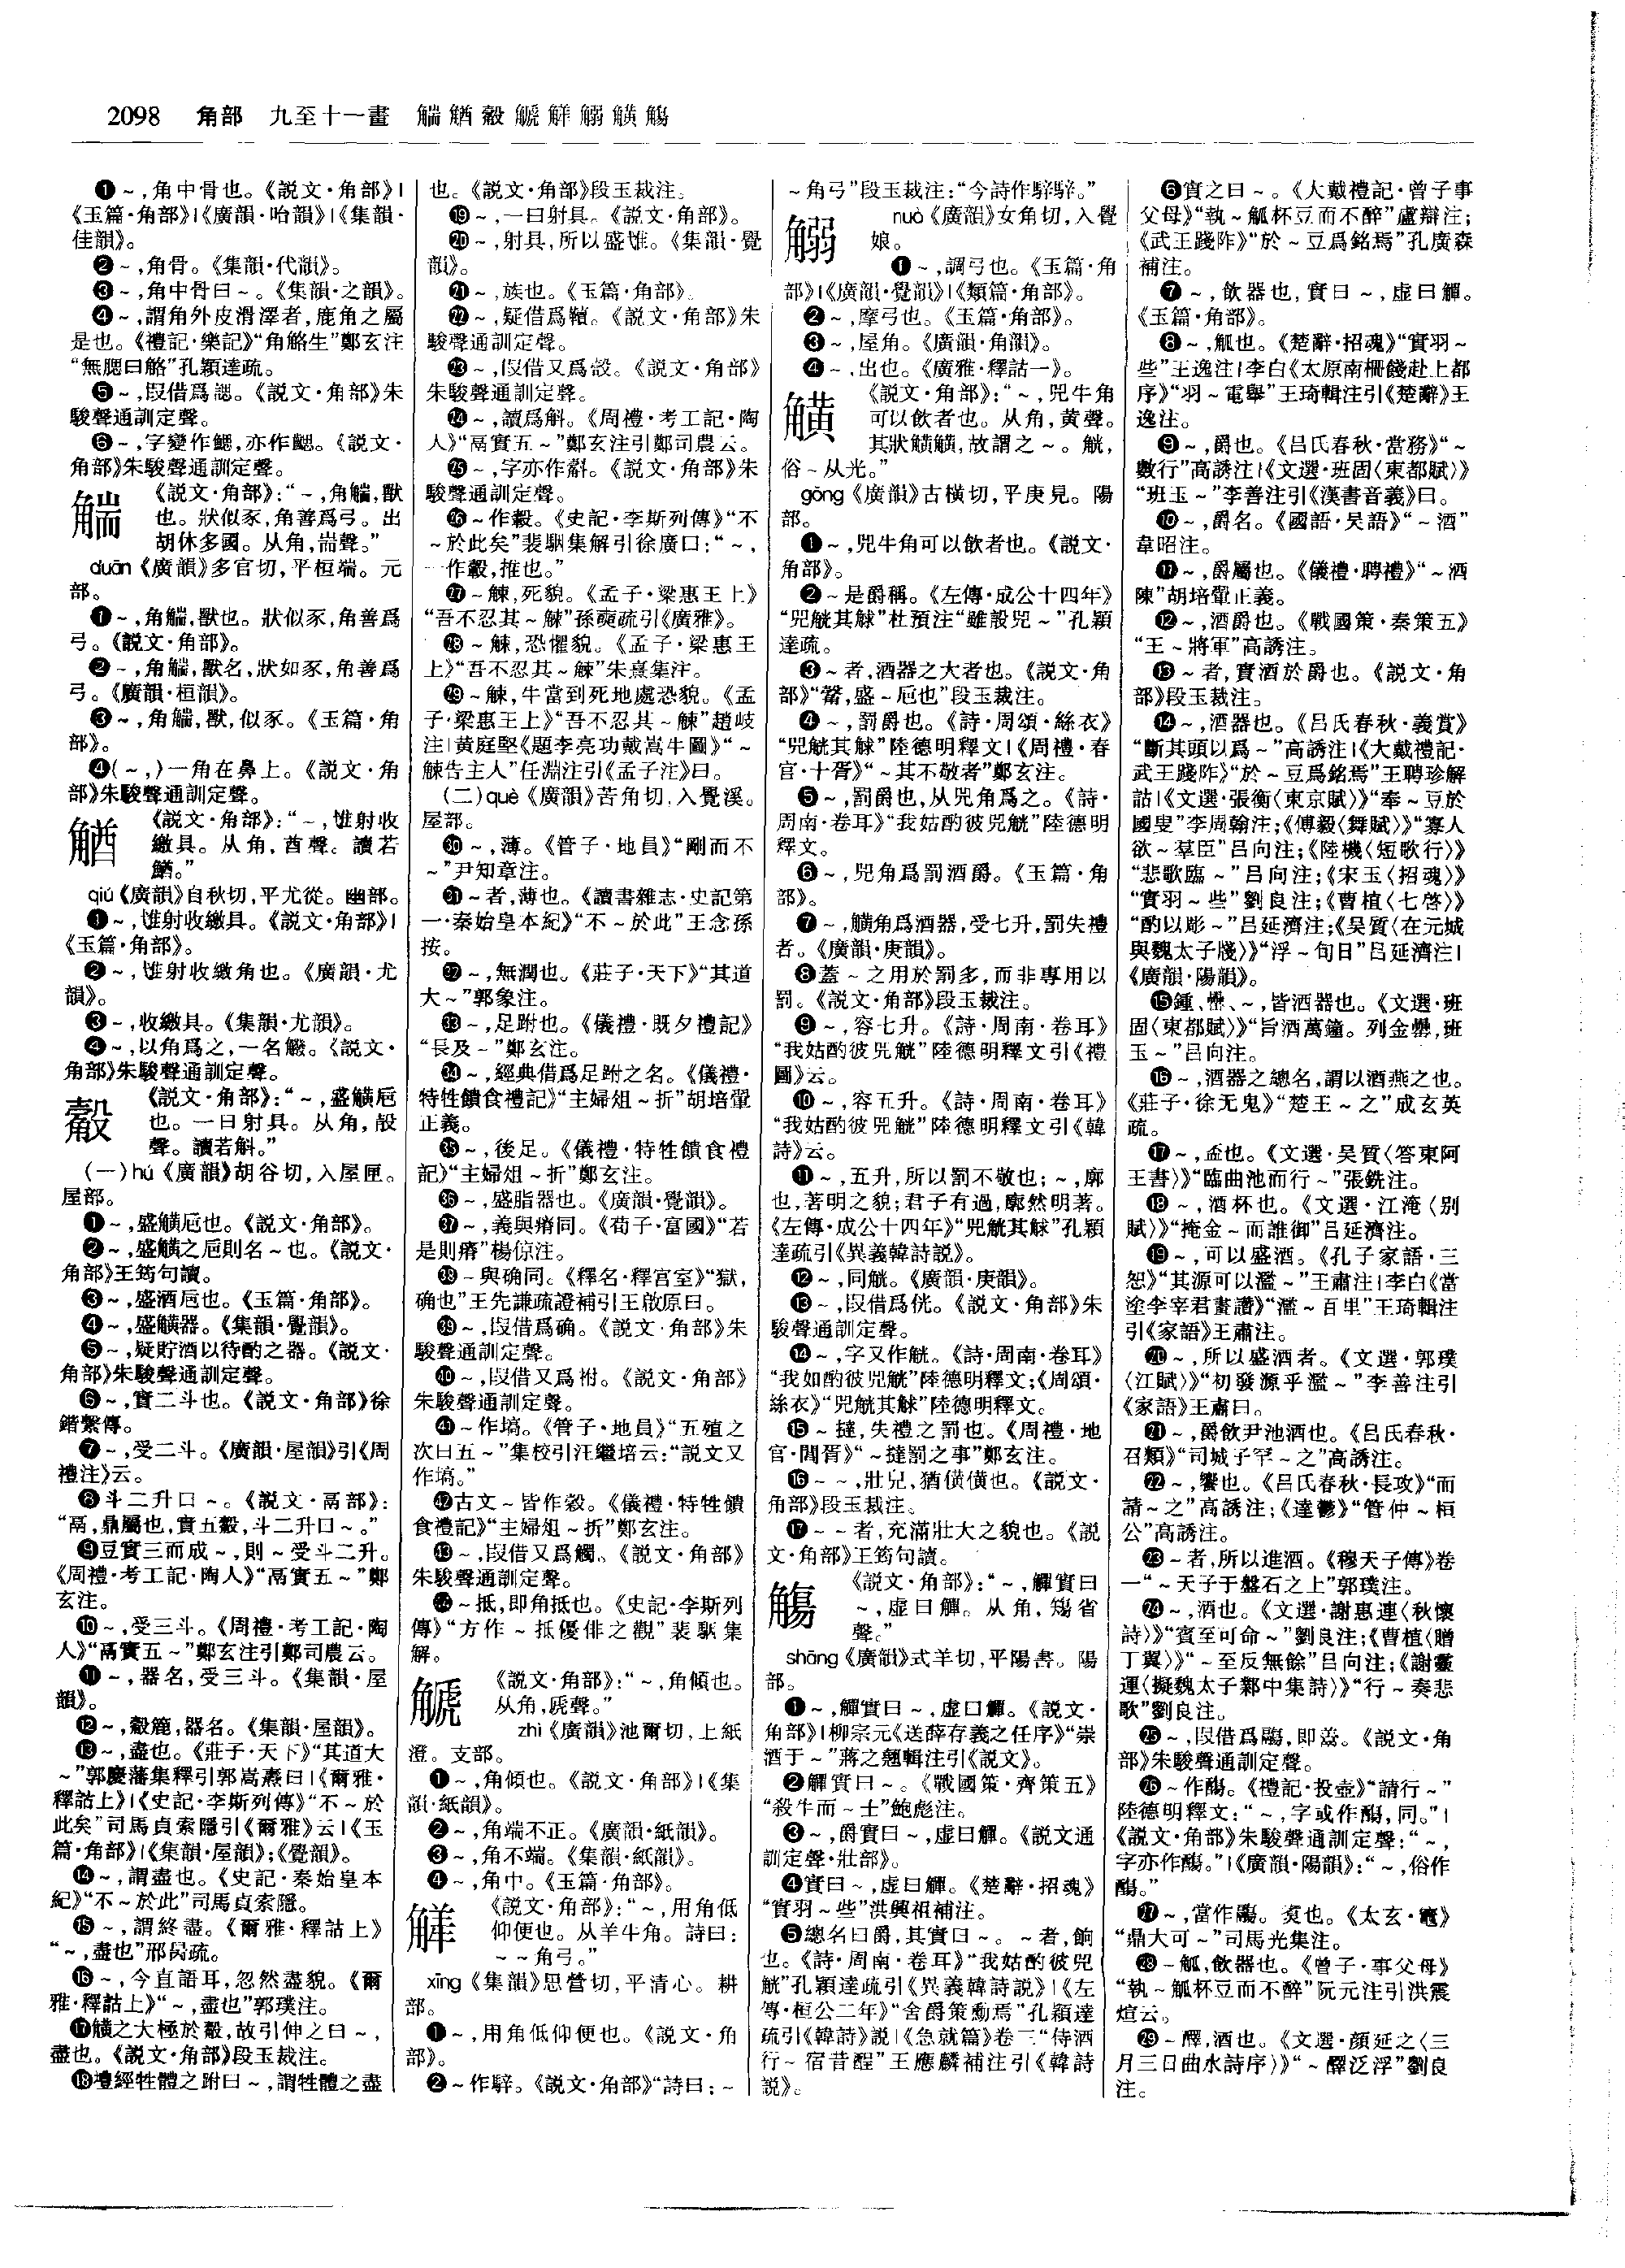 2098 角部 九至十一畫 觽 䚡 觳 觬 觲 䚥 觵 觴
❶～,角中骨也。《説文·角部》|
《玉篇·角部》|《廣韻·咍韻》|《集韻·
佳韻》。
❷～,角骨。《集韻·代韻》。
❸～,角中骨曰～。《集韻·之韻》。
❹～,謂角外皮滑澤者,鹿角之屬
是也。《禮記·樂記》“角觡生”鄭玄注
“無䚡曰觡”孔穎達疏。
❺～,叚借爲諰。《説文·角部》朱
駿聲通訓定聲。
❻～,字變作鰓,亦作䚡。《説文·
角部》朱駿聲通訓定聲。
觿《説文·角部》:“～,角觿,獸
也。狀似豕,角善爲弓。出
胡休多國。从角,耑聲。”
duān《廣韻》多官切,平桓端。元
部。
❶～,角觿,獸也。狀似豕,角善爲
弓。《説文·角部》。
❷～,角觿,獸名,狀如豕,角善爲
弓。《廣韻·桓韻》。
❸～,角觿,獸,似豕。《玉篇·角
部》。
❹(～,)一角在鼻上。《説文·角
部》朱駿聲通訓定聲。
《説文·角部》:“～,惟射收
繳具。从角,酋聲。讀若
鰌。”
qiú《廣韻》自秋切,平尤從。幽部。
❶～,惟射收繳具。《説文·角部》|
《玉篇·角部》。
❷～,惟射收繳角也。《廣韻·尤
韻》。
❸～,收繳具。《集韻·尤韻》。
❹～,以角爲之,一名䚨。《説文·
角部》朱駿聲通訓定聲。
觳《説文·角部》:“～,盛觵卮
也。一曰射具。从角,㱿
聲。讀若斛。”
(一)hú《廣韻》胡谷切,入屋匣。
屋部。
❶～,盛觵卮也。《説文·角部》。
❷～,盛觵之卮則名～也。《説文·
角部》王筠句讀。
❸～,盛酒卮也。《玉篇·角部》。
❹～,盛觵器。《集韻·覺韻》。
❺～,疑貯酒以待酌之器。《説文·
角部》朱駿聲通訓定聲。
❻～,實二斗也。《説文·角部》徐
鍇繫傳。
❼～,受二斗。《廣韻·屋韻》引《周
禮注》云。
❽斗二升曰～。《説文·鬲部》:
“鬲,鼎屬也,實五觳,斗二升曰～。”
❾豆實三而成～,則～受斗二升。
《周禮·考工記·陶人》“鬲實五～”鄭
玄注。
❿～,受三斗。《周禮·考工記·陶
人》“鬲實五～”鄭玄注引鄭司農云。
⓫～,器名,受三斗。《集韻·屋
韻》。
⓬～,觳簏,器名。《集韻·屋韻》。
⓭～,盡也。《莊子·天下》“其道大
～”郭慶藩集釋引郭嵩燾曰|《爾雅·
釋詁上》|《史記·李斯列傳》“不～於
此矣”司馬貞索隱引《爾雅》云|《玉
篇·角部》|《集韻·屋韻》;《覺韻》。
⓮～,謂盡也。《史記·秦始皇本
紀》“不～於此”司馬貞索隱。
⓯～,謂終盡。《爾雅·釋詁上》
“～,盡也”邢昺疏。
⓰～,今直語耳,忽然盡貌。《爾
雅·釋詁上》“～,盡也”郭璞注。
⓱觵之大極於觳,故引伸之曰～,
盡也。《説文·角部》段玉裁注。
⓲禮經牲體之跗曰～,謂牲體之盡
也。《説文·角部》段玉裁注。
⓳～,一曰射具。《説文·角部》。
⓴～,射具,所以盛雉。《集韻·覺
韻》。
㉑～,族也。《玉篇·角部》。
㉒～,疑借爲韇。《説文·角部》朱
駿聲通訓定聲。
㉓～,叚借又爲㱿。《説文·角部》
朱駿聲通訓定聲。
㉔～,讀爲斛。《周禮·考工記·陶
人》“鬲實五～”鄭玄注引鄭司農云。
㉕～,字亦作䚨。《説文·角部》朱
駿聲通訓定聲。
㉖～作轂。《史記·李斯列傳》“不
～於此矣”裴駰集解引徐廣曰:“～,
一作轂,推也。”
㉗～觫,死貌。《孟子·梁惠王上》
“吾不忍其～觫”孫奭疏引《廣雅》。
㉘～觫,恐懼貌。《孟子·梁惠王
上》“吾不忍其～觫”朱熹集注。
㉙～觫,牛當到死地處恐貌。《孟
子·梁惠王上》“吾不忍其～觫”趙岐
注|黄庭堅《題李亮功戴嵩牛圖》“～
觫告主人”任淵注引《孟子注》曰。
(二)què《廣韻》苦角切,入覺溪。
屋部。
㉚～,薄。《管子·地員》“剛而不
～”尹知章注。
㉛～者,薄也。《讀書雜志·史記第
一·秦始皇本紀》“不～於此”王念孫
按。
㉜～,無潤也。《莊子·天下》“其道
大～”郭象注。
㉝～,足跗也。《儀禮·既夕禮記》
“長及～”鄭玄注。
㉞～,經典借爲足跗之名。《儀禮·
特牲饋食禮記》“主婦俎～折”胡培翬
正義。
㉟～,後足。《儀禮·特牲饋食禮
記》“主婦俎～折”鄭玄注。
㊱～,盛脂器也。《廣韻·覺韻》。
㊲～,義與瘠同。《荀子·富國》“若
是則瘠”楊倞注。
㊳～與确同。《釋名·釋宫室》“獄,
确也”王先謙疏證補引王啟原曰。
㊴～,叚借爲确。《説文·角部》朱
駿聲通訓定聲。
㊵～,叚借又爲柎。《説文·角部》
朱駿聲通訓定聲。
㊶～作塙。《管子·地員》“五殖之
次曰五～”集校引汪繼培云:“説文又
作塙。”
㊷古文～皆作㱿。《儀禮·特牲饋
食禮記》“主婦俎～折”鄭玄注。
㊸～,叚借又爲觸。《説文·角部》
朱駿聲通訓定聲。
㊹～抵,即角抵也。《史記·李斯列
傳》“方作～抵優俳之觀”裴駰集
解。
《説文·角部》:“～,角傾也。
从角,虒聲。”
zhì《廣韻》池爾切,上紙
澄。支部。
❶～,角傾也。《説文·角部》|《集
韻·紙韻》。
❷～,角端不正。《廣韻·紙韻》。
❸～,角不端。《集韻·紙韻》。
❹～,角中。《玉篇·角部》。
觲《説文·角部》:“～,用角低
仰便也。从羊牛角。詩曰:
～～角弓。”
xīng《集韻》思營切,平清心。耕
部。
❶～,用角低仰便也。《説文·角
部》。
❷～作騂。《説文·角部》“詩曰:～
～角弓”段玉裁注:“今詩作騂騂。”
nuò《廣韻》女角切,入覺
娘。
❶～,調弓也。《玉篇·角
部》|《廣韻·覺韻》|《類篇·角部》。
❷～,摩弓也。《玉篇·角部》。
❸～,屋角。《廣韻·角韻》。
❹～,出也。《廣雅·釋詁一》。
觵《説文·角部》:“～,兕牛角
可以飲者也。从角,黄聲。
其狀觵觵,故謂之～。觥,
俗～从光。”
gōng《廣韻》古横切,平庚見。陽
部。
❶～,兕牛角可以飲者也。《説文·
角部》。
❷～是爵稱。《左傳·成公十四年》
“兕觥其觩”杜預注“雖設兕～”孔穎
達疏。
❸～者,酒器之大者也。《説文·角
部》“觳,盛～卮也”段玉裁注。
❹～,罰爵也。《詩·周頌·絲衣》
“兕觥其觩”陸德明釋文|《周禮·春
官·小胥》“～其不敬者”鄭玄注。
❺～,罰爵也,从兕角爲之。《詩·
周南·卷耳》“我姑酌彼兕觥”陸德明
釋文。
❻～,兕角爲罰酒爵。《玉篇·角
部》。
❼～,觵角爲酒器,受七升,罰失禮
者。《廣韻·庚韻》。
❽蓋～之用於罰多,而非專用以
罰。《説文·角部》段玉裁注。
❾～,容七升。《詩·周南·卷耳》
“我姑酌彼兕觥”陸德明釋文引《禮
圖》云。
❿～,容五升。《詩·周南·卷耳》
“我姑酌彼兕觥”陸德明釋文引《韓
詩》云。
⓫～,五升,所以罰不敬也;～,廓
也,著明之貌;君子有過,廓然明著。
《左傳·成公十四年》“兕觥其觩”孔穎
達疏引《異義韓詩説》。
⓬～,同觥。《廣韻·庚韻》。
⓭～,叚借爲侊。《説文·角部》朱
駿聲通訓定聲。
⓮～,字又作觥。《詩·周南·卷耳》
“我如酌彼兕觥”陸德明釋文;《周頌·
絲衣》“兕觥其觩”陸德明釋文。
⓯～撻,失禮之罰也。《周禮·地
官·閭胥》“～撻罰之事”鄭玄注。
⓰～～,壯皃,猶僙僙也。《説文·
角部》段玉裁注。
⓱～～者,充滿壯大之貌也。《説
文·角部》王筠句讀。
觴《説文·角部》:“～,觶實曰
～,虚曰觶。从角,𥏻省
聲。”
shāng《廣韻》式羊切,平陽書。陽
部。
❶～,觶實曰～,虚曰觶。《説文·
角部》|柳宗元《送薛存義之任序》“崇
酒于～”蔣之翹輯注引《説文》。
❷觶實曰～。《戰國策·齊策五》
“殺牛而～士”鮑彪注。
❸～,爵實曰～,虚曰觶。《説文通
訓定聲·壯部》。
❹實曰～,虚曰觶。《楚辭·招魂》
“實羽～些”洪興祖補注。
❺總名曰爵,其實曰～。～者,餉
也。《詩·周南·卷耳》“我姑酌彼兕
觥”孔穎達疏引《異義韓詩説》|《左
傳·桓公二年》“舍爵策勳焉”孔穎達
疏引《韓詩》説|《急就篇》卷三“侍酒
行～宿昔酲”王應麟補注引《韓詩
説》。
❻實之曰～。《大戴禮記·曾子事
父母》“執～觚杯豆而不醉”盧辯注;
《武王踐阼》“於～豆爲銘焉”孔廣森
補注。
❼～,飲器也,實曰～,虚曰觶。
《玉篇·角部》。
❽～,觚也。《楚辭·招魂》“實羽～
些”王逸注|李白《太原南柵餞赴上都
序》“羽～電舉”王琦輯注引《楚辭》王
逸注。
❾～,爵也。《吕氏春秋·當務》“～
數行”高誘注|《文選·班固〈東都賦〉》
“班玉～”李善注引《漢書音義》曰。
❿～,爵名。《國語·吴語》“～酒”
韋昭注。
⓫～,爵屬也。《儀禮·聘禮》“～酒
陳”胡培翬正義。
⓬～,酒爵也。《戰國策·秦策五》
“王～將軍”高誘注。
⓭～者,實酒於爵也。《説文·角
部》段玉裁注。
⓮～,酒器也。《吕氏春秋·義賞》
“斷其頭以爲～”高誘注|《大戴禮記·
武王踐阼》“於～豆爲銘焉”王聘珍解
詁|《文選·張衡〈東京賦〉》“奉～豆於
國叟”李周翰注;《傅毅〈舞賦〉》“寡人
欲～羣臣”吕向注;《陸機〈短歌行〉》
“悲歌臨～”吕向注;《宋玉〈招魂〉》
“實羽～些”劉良注;《曹植〈七啓〉》
“酌以彫～”吕延濟注;《吴質〈在元城
與魏太子牋〉》“浮～旬日”吕延濟注|
《廣韻·陽韻》。
⓯鍾、罍、～,皆酒器也。《文選·班
固〈東都賦〉》“旨酒萬鐘。列金罍,班
玉～”吕向注。
⓰～,酒器之總名,謂以酒燕之也。
《莊子·徐无鬼》“楚王～之”成玄英
疏。
⓱～,盃也。《文選·吴質〈答東阿
王書〉》“臨曲池而行～”張銑注。
⓲～,酒杯也。《文選·江淹〈别
賦〉》“掩金～而誰御”吕延濟注。
⓳～,可以盛酒。《孔子家語·三
恕》“其源可以濫～”王肅注|李白《當
塗李宰君畫讚》“濫～百里”王琦輯注
引《家語》王肅注。
⓴～,所以盛酒者。《文選·郭璞
〈江賦〉》“初發源乎濫～”李善注引
《家語》王肅曰。
㉑～,爵飲尹池酒也。《吕氏春秋·
召類》“司城子罕～之”高誘注。
㉒～,饗也。《吕氏春秋·長攻》“而
請～之”高誘注;《達鬱》“管仲～桓
公”高誘注。
㉓～者,所以進酒。《穆天子傳》卷
一“～天子于盤石之上”郭璞注。
㉔～,酒也。《文選·謝惠連〈秋懷
詩〉》“賓至可命～”劉良注;《曹植〈贈
丁翼〉》“～至反無餘”吕向注;《謝靈
運〈擬魏太子鄴中集詩〉》“行～奏悲
歌”劉良注。
㉕～,叚借爲䵮,即䵼。《説文·角
部》朱駿聲通訓定聲。
㉖～作醻。《禮記·投壺》“請行～”
陸德明釋文:“～,字或作䬕,同。”|
《説文·角部》朱駿聲通訓定聲:“～,
字亦作䬕。”|《廣韻·陽韻》:“～,俗作
䬕。”
㉗～,當作鬺。亨也。《太玄·竈》
“鼎大可～”司馬光集注。
㉘～觚,飲器也。《曾子·事父母》
“執～觚杯豆而不醉”阮元注引洪震
煊云。
㉙～醳,酒也。《文選·顔延之〈三
月三日曲水詩序〉》“～醳泛浮”劉良
注。